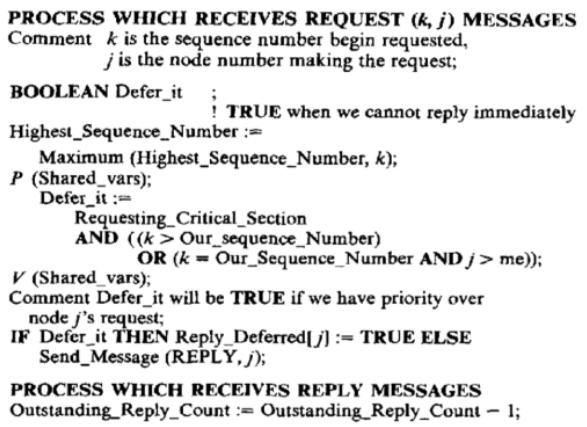 PROCESS WHICH RECEIVES REQUEST (k, j) MESSAGES
Comment k is the sequence number begin requested,
j is the node number making the request;
BOOLEAN Defer_it ;
! TRUE when we cannot reply immediately
Highest_Sequence_Number :=
Maximum (Highest_Sequence_Number, k);
P (Shared_vars);
Defer_it :=
Requesting_Critical_Section
AND ((k > Our_sequence_Number)
OR (k = Our_Sequence_Number AND j > me));
V (Shared_vars);
Comment Defer_it will be TRUE if we have priority over
node j's request;
IF Defer_it THEN Reply_Deferred[j] := TRUE ELSE
Send_Message (REPLY, j);
PROCESS WHICH RECEIVES REPLY MESSAGES
Outstanding_Reply_Count := Outstanding_Reply_Count − 1;